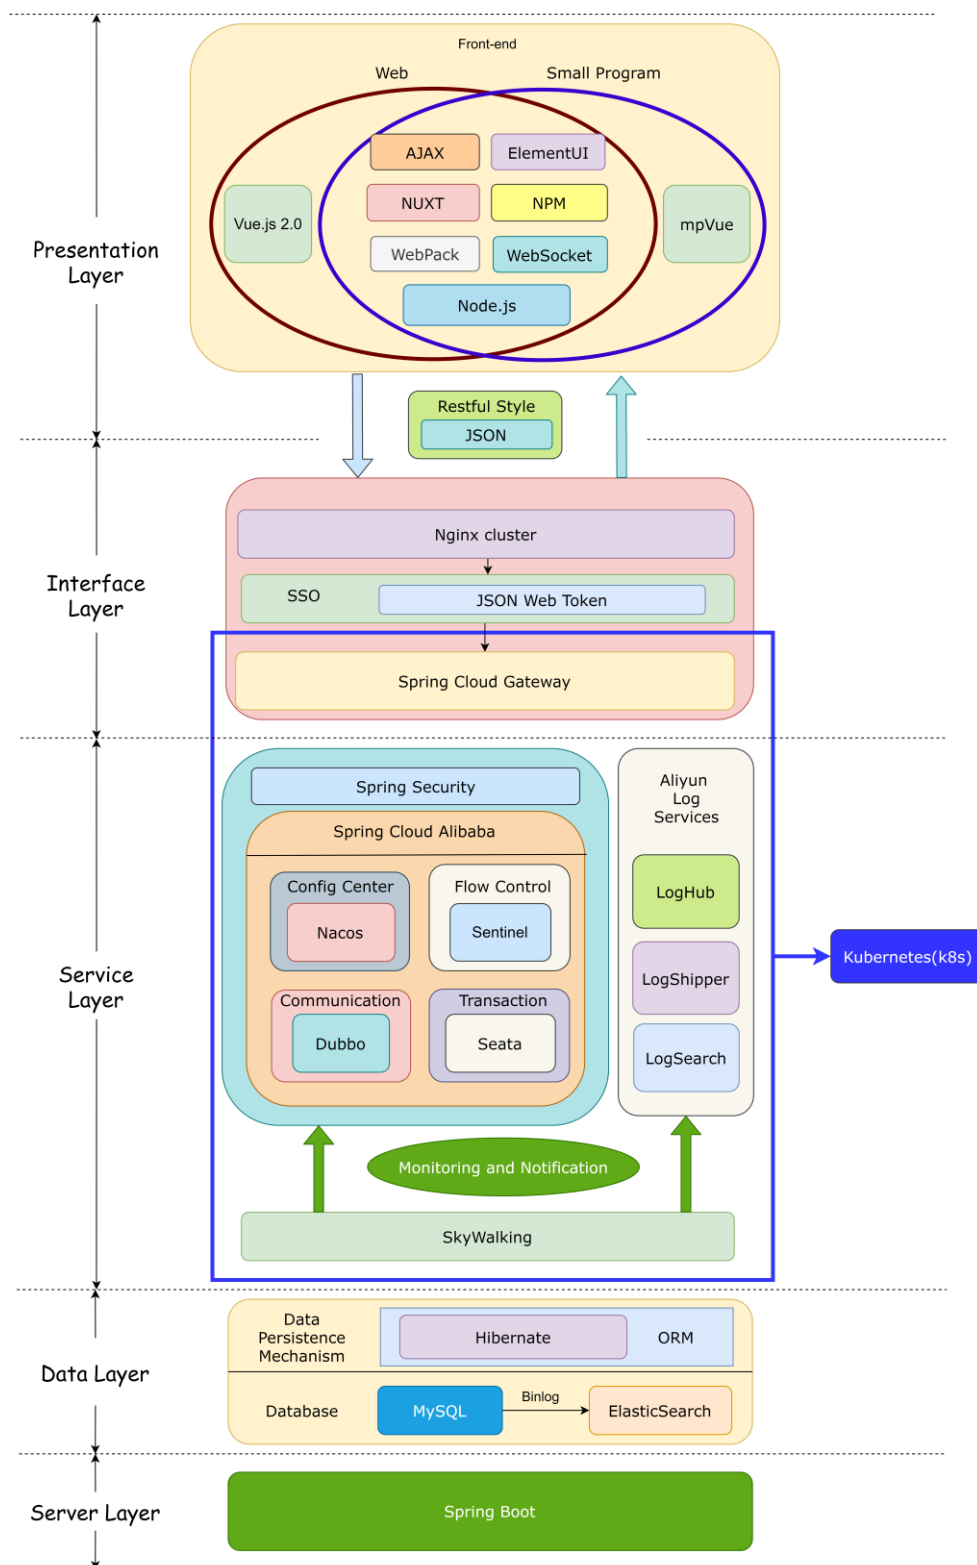 Front-end
Web
Small Program
AJAX
ElementUI
NUXT
NPM
Vue.js 2.0
mpVue
WebPack
WebSocket
Node.js
Presentation
Layer
Restful Style
JSON
Nginx cluster
SSO
JSON Web Token
Interface
Layer
Spring Cloud Gateway
Spring Security
Aliyun
Log
Services
Spring Cloud Alibaba
Config Center
Flow Control
Nacos
Sentinel
LogHub
Service
Layer
LogShipper
Kubernetes(k8s)
Communication
Transaction
Dubbo
Seata
LogSearch
Monitoring and Notification
SkyWalking
Data
Persistence
Mechanism
Hibernate
ORM
Data Layer
Database
MySQL
Binlog
ElasticSearch
Server Layer
Spring Boot